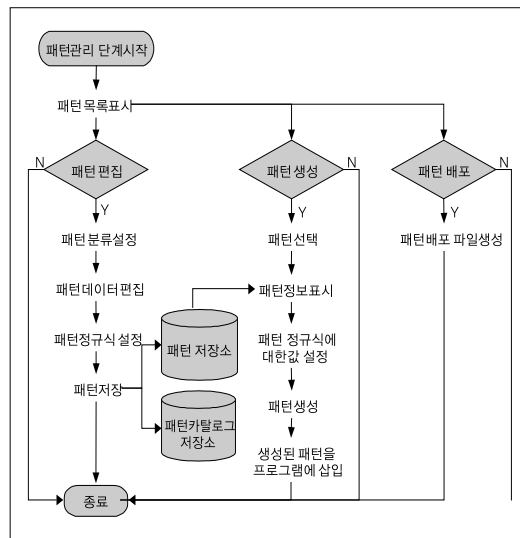 패턴관리 단계시작
패턴 목록표시
N
패턴 편집
패턴 생성
N
패턴 배포
N
Y
Y
Y
패턴 분류설정
패턴선택
패턴배포 파일생성
패턴데이터 편집
패턴정보표시
패턴정규식 설정
패턴 저장소
패턴 정규식에
대한값 설정
패턴저장
패턴생성
패턴카탈로그
저장소
생성된 패턴을
프로그램에 삽입
종료